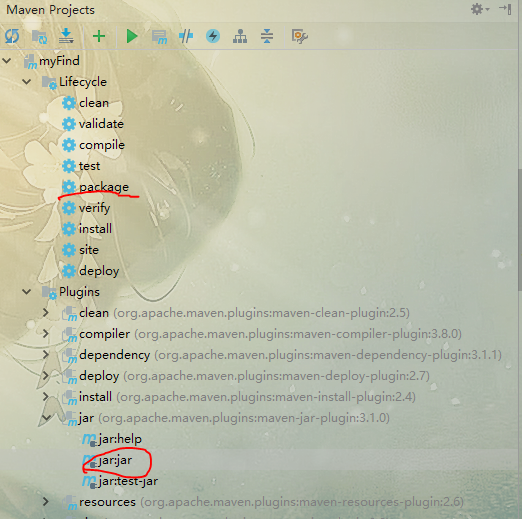 Maven Projects
myFind
Lifecycle
clean
validate
compile
test
package
verify
install
site
deploy
Plugins
clean (org.apache.maven.plugins:maven-clean-plugin:2.5)
compiler (org.apache.maven.plugins:maven-compiler-plugin:3.8.0)
dependency (org.apache.maven.plugins:maven-dependency-plugin:3.1.1)
deploy (org.apache.maven.plugins:maven-deploy-plugin:2.7)
install (org.apache.maven.plugins:maven-install-plugin:2.4)
jar (org.apache.maven.plugins:maven-jar-plugin:3.1.0)
jar:help
jar:jar
jar:test-jar
resources (org.apache.maven.plugins:maven-resources-plugin:2.6)